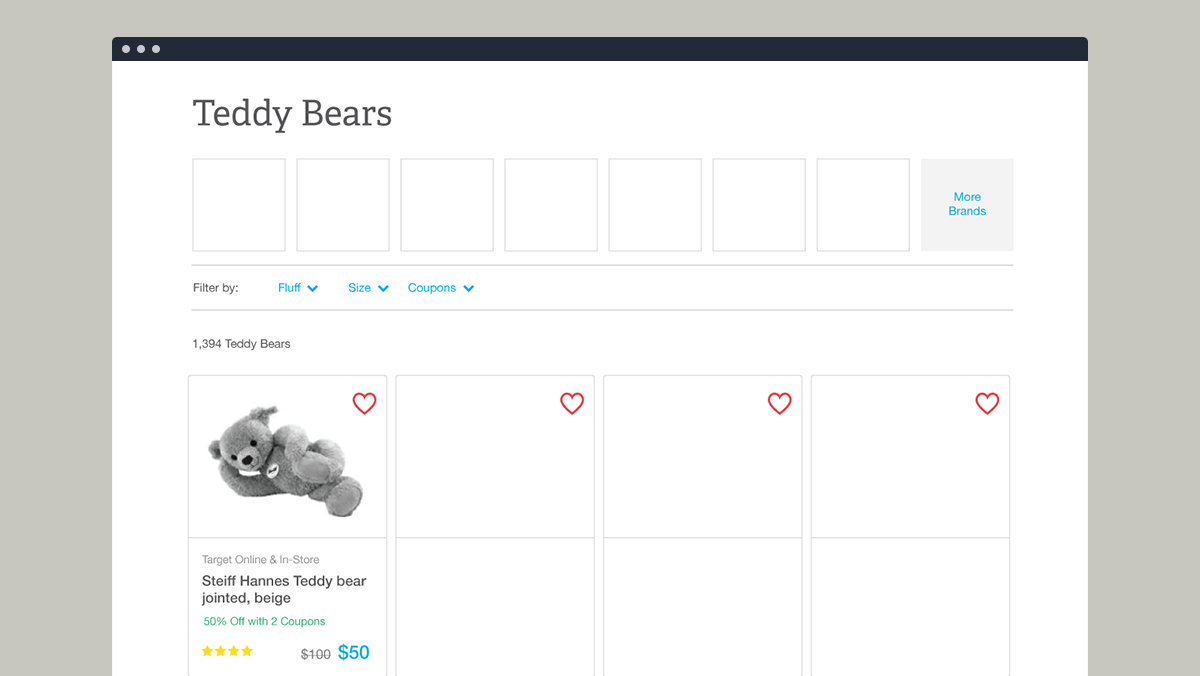 Teddy Bears
More
Brands
Filter by:
Fluff
Size
Coupons
1,394 Teddy Bears
Target Online & In-Store
Steiff Hannes Teddy bear
jointed, beige
50% Off with 2 Coupons
$100 $50